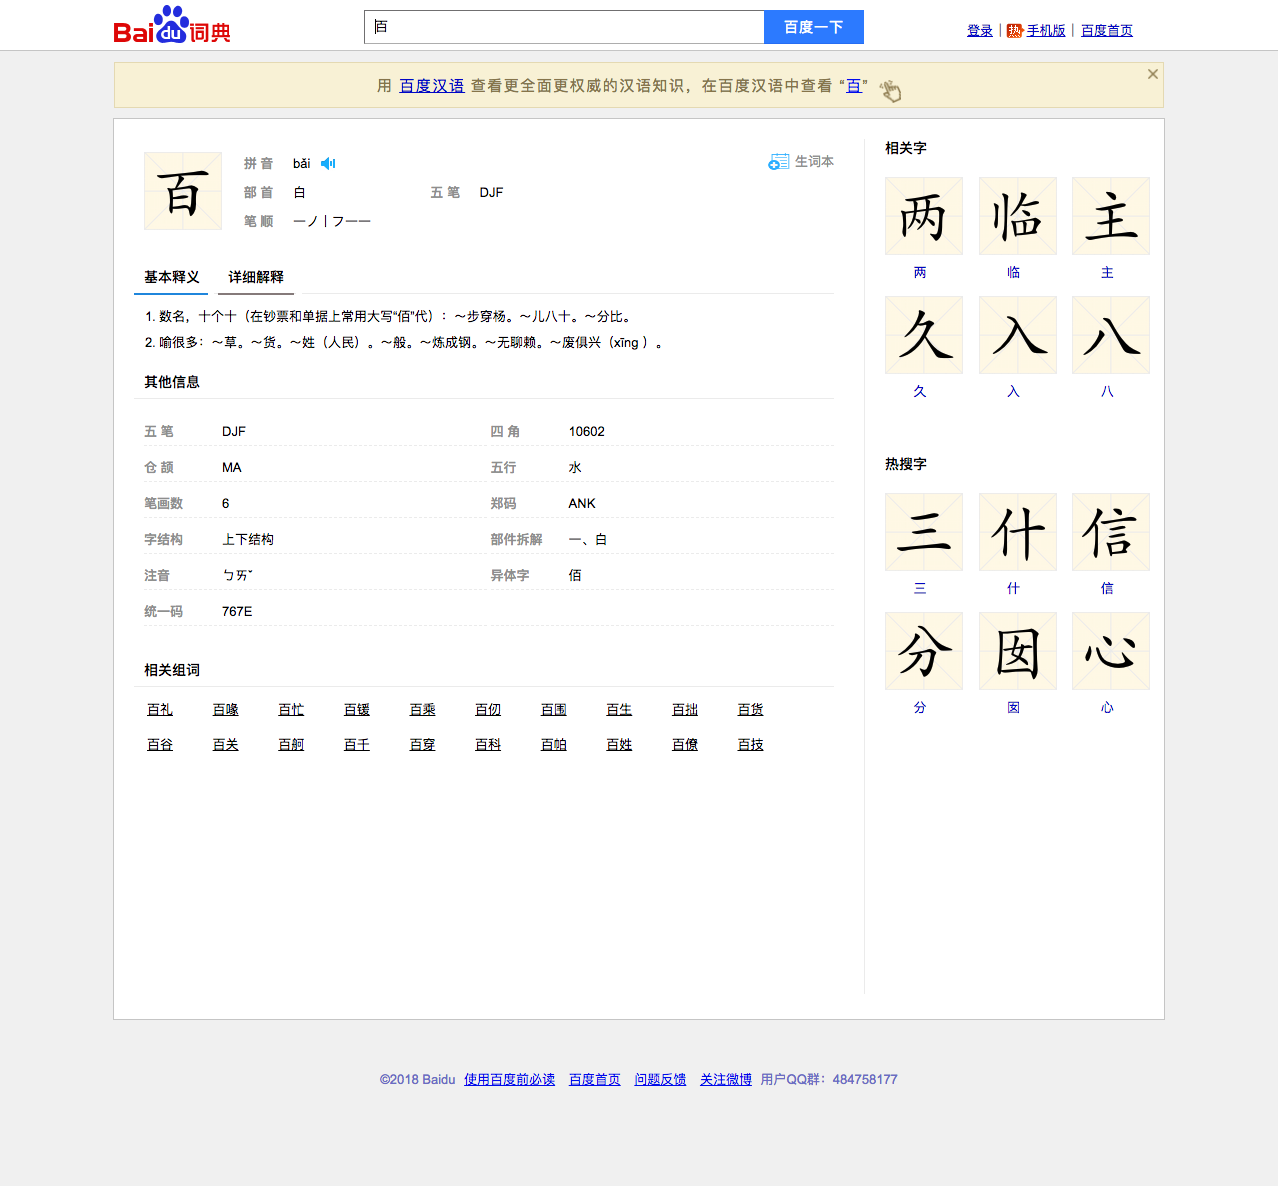 Bai du 词典
百
百度一下
登录 | 热 手机版 | 百度首页
用 百度汉语 查看更全面更权威的汉语知识，在百度汉语中查看 “百”
百
拼 音 bǎi
生词本
部 首 白 五 笔 DJF
笔 顺 一ノ丨フ一一
基本释义 详细解释
1. 数名，十个十（在钞票和单据上常用大写“佰”代）：～步穿杨。～儿八十。～分比。
2. 喻很多：～草。～货。～姓（人民）。～般。～炼成钢。～无聊赖。～废俱兴（xīng ）。
其他信息
五 笔 DJF 四 角 10602
仓 颉 MA 五行 水
笔画数 6 郑码 ANK
字结构 上下结构 部件拆解 一、白
注音 ㄅㄞˇ 异体字 佰
统一码 767E
相关组词
百礼 百喙 百忙 百锾 百乘 百仞 百围 百生 百拙 百货
百谷 百关 百舸 百千 百穿 百科 百帕 百姓 百僚 百技
相关字
两 临 主
两 临 主
久 入 八
久 入 八
热搜字
三 什 信
三 什 信
分 囡 心
分 囡 心
©2018 Baidu 使用百度前必读 百度首页 问题反馈 关注微博 用户QQ群：484758177